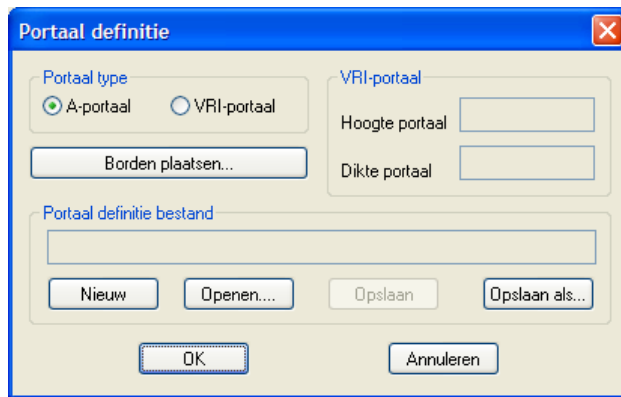 Portaal definitie
Portaal type
A-portaal VRI-portaal
Borden plaatsen...
VRI-portaal
Hoogte portaal
Dikte portaal
Portaal definitie bestand
Nieuw Openen.... Opslaan Opslaan als...
OK Annuleren